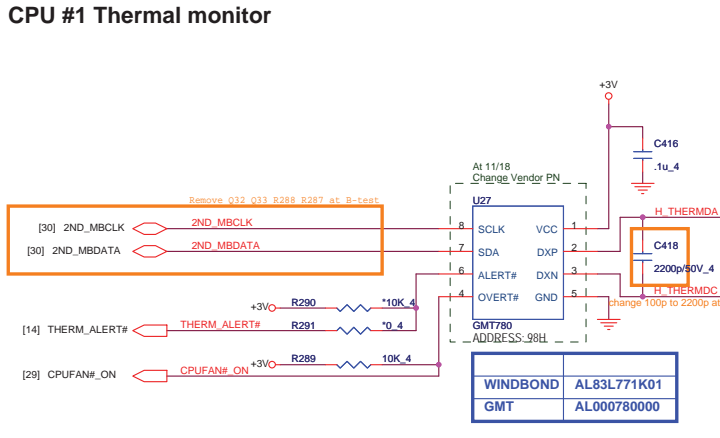 CPU #1 Thermal monitor
+3V
C416
.1u_4
At 11/18
Change Vendor PN
Remove Q32 Q33 R288 R287 at B-test
U27
[30] 2ND_MBCLK 2ND_MBCLK 8 SCLK VCC 1 H_THERMDA
[30] 2ND_MBDATA 2ND_MBDATA 7 SDA DXP 2
C418
2200p/50V_4
6 ALERT# DXN 3 H_THERMDC
4 OVERT# GND 5
change 100p to 2200p at
+3V R290 *10K_4
[14] THERM_ALERT# THERM_ALERT# R291 *0_4
GMT780
ADDRESS: 98H
+3V R289 10K_4
[29] CPUFAN#_ON CPUFAN#_ON
WINDBOND AL83L771K01
GMT AL000780000